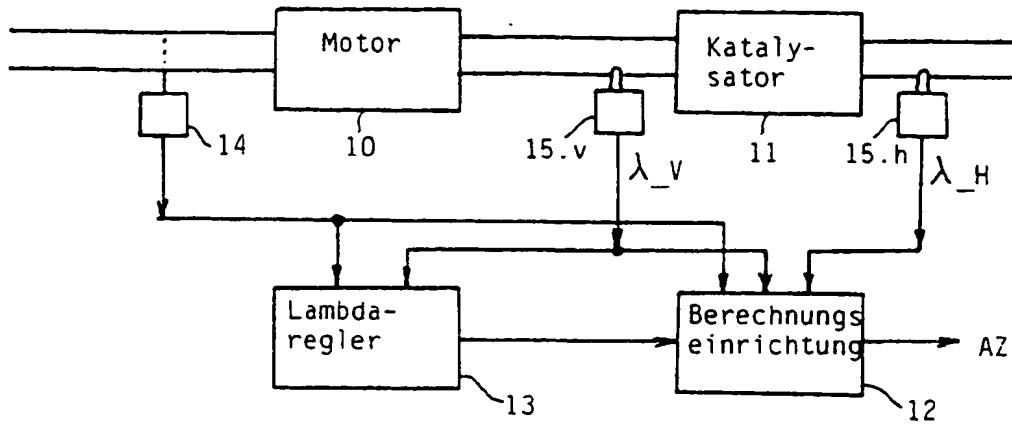 Motor
Kataly-
sator
14
10
15.v
11
15.h
λ_V
λ_H
Lambda-
regler
Berechnungs
einrichtung
AZ
13
12